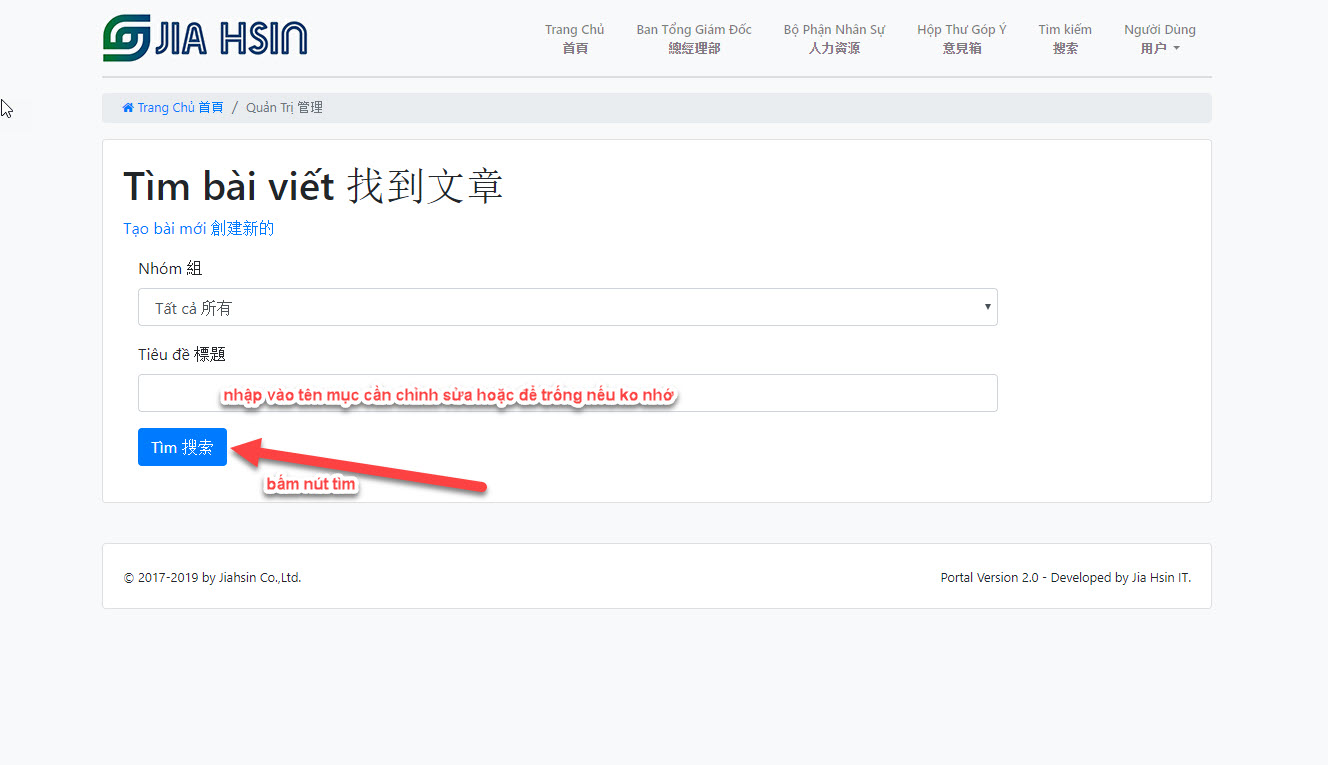 JIA HSIN
Trang Chủ
首頁
Ban Tổng Giám Đốc
總經理部
Bộ Phận Nhân Sự
人力資源
Hộp Thư Góp Ý
意見箱
Tìm kiếm
搜索
Người Dùng
用户
Trang Chủ 首頁 / Quản Trị 管理
Tìm bài viết 找到文章
Tạo bài mới 創建新的
Nhóm 組
Tất cả 所有
Tiêu đề 標題
nhập vào tên mục cần chỉnh sửa hoặc để trống nếu ko nhớ
Tìm 搜索
bấm nút tìm
© 2017-2019 by Jiahsin Co.,Ltd.
Portal Version 2.0 - Developed by Jia Hsin IT.